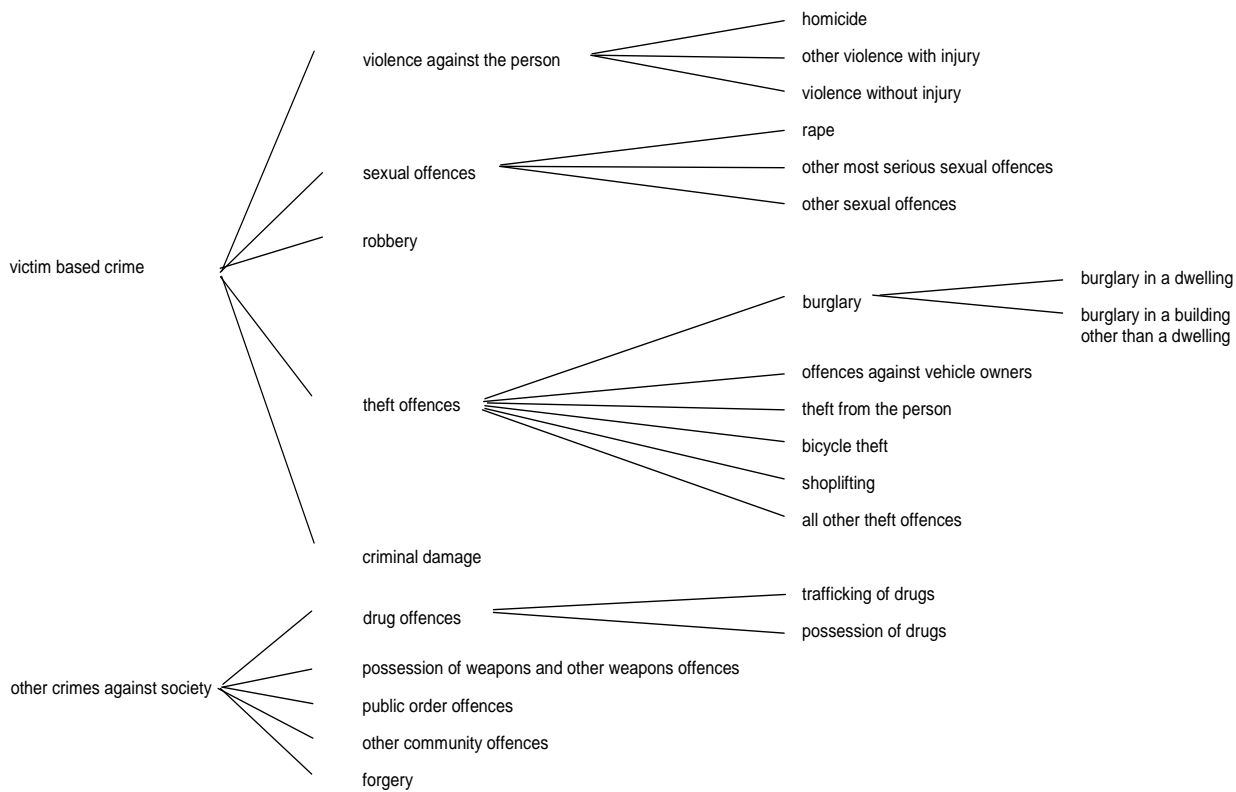 victim based crime
violence against the person
homicide
other violence with injury
violence without injury
sexual offences
rape
other most serious sexual offences
other sexual offences
robbery
theft offences
burglary
burglary in a dwelling
burglary in a building
other than a dwelling
offences against vehicle owners
theft from the person
bicycle theft
shoplifting
all other theft offences
criminal damage
other crimes against society
drug offences
trafficking of drugs
possession of drugs
possession of weapons and other weapons offences
public order offences
other community offences
forgery